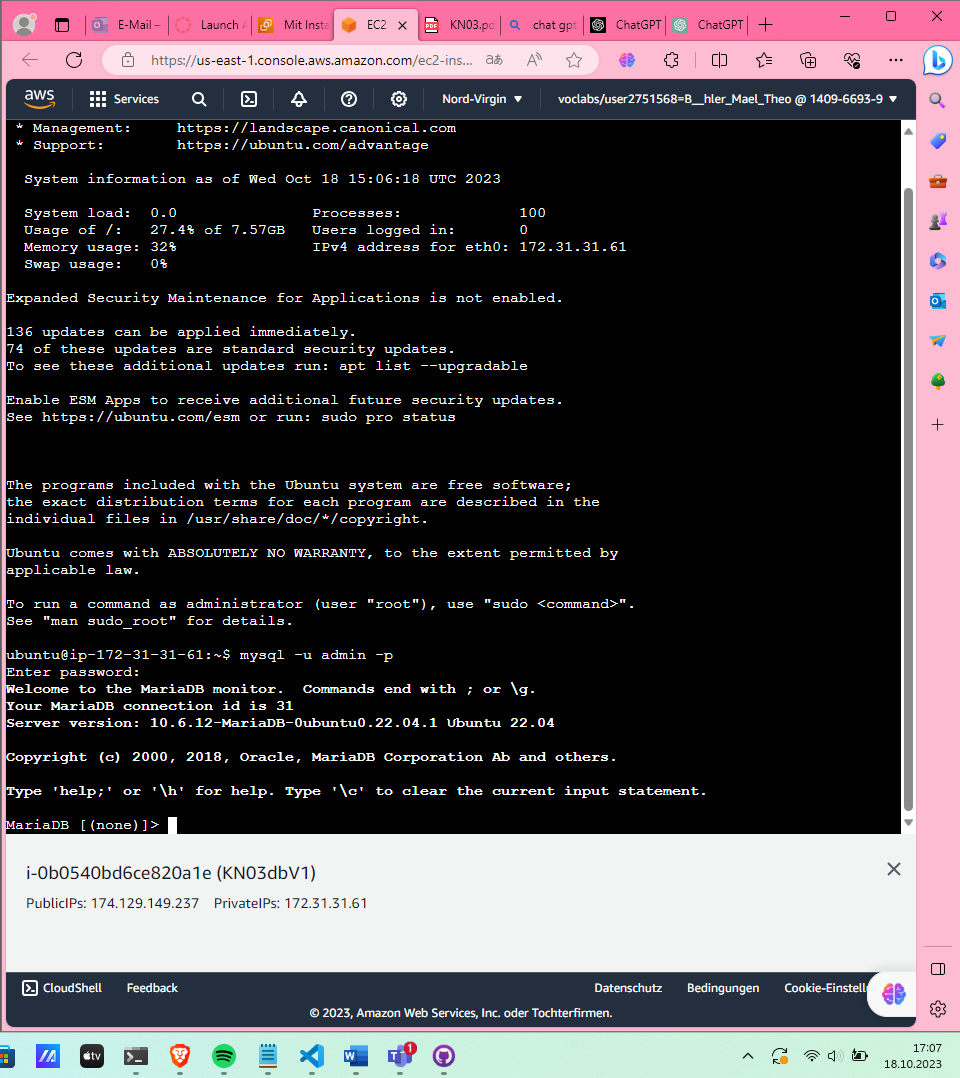 E-Mail –
Launch A
Mit Insta
EC2
KN03.pd
chat gpt
ChatGPT
ChatGPT
https://us-east-1.console.aws.amazon.com/ec2-ins...
aあ
A
aws
Services
Nord-Virgin
voclabs/user2751568=B__hler_Mael_Theo @ 1409-6693-9
* Management:     https://landscape.canonical.com
* Support:        https://ubuntu.com/advantage
System information as of Wed Oct 18 15:06:18 UTC 2023
System load:  0.0               Processes:             100
Usage of /:   27.4% of 7.57GB   Users logged in:       0
Memory usage: 32%               IPv4 address for eth0: 172.31.31.61
Swap usage:   0%
Expanded Security Maintenance for Applications is not enabled.
136 updates can be applied immediately.
74 of these updates are standard security updates.
To see these additional updates run: apt list --upgradable
Enable ESM Apps to receive additional future security updates.
See https://ubuntu.com/esm or run: sudo pro status
The programs included with the Ubuntu system are free software;
the exact distribution terms for each program are described in the
individual files in /usr/share/doc/*/copyright.
Ubuntu comes with ABSOLUTELY NO WARRANTY, to the extent permitted by
applicable law.
To run a command as administrator (user "root"), use "sudo <command>".
See "man sudo_root" for details.
ubuntu@ip-172-31-31-61:~$ mysql -u admin -p
Enter password:
Welcome to the MariaDB monitor.  Commands end with ; or \g.
Your MariaDB connection id is 31
Server version: 10.6.12-MariaDB-0ubuntu0.22.04.1 Ubuntu 22.04
Copyright (c) 2000, 2018, Oracle, MariaDB Corporation Ab and others.
Type 'help;' or '\h' for help. Type '\c' to clear the current input statement.
MariaDB [(none)]>
i-0b0540bd6ce820a1e (KN03dbV1)
PublicIPs: 174.129.149.237    PrivateIPs: 172.31.31.61
CloudShell
Feedback
Datenschutz
Bedingungen
Cookie-Einstell
© 2023, Amazon Web Services, Inc. oder Tochterfirmen.
tv
1
17:07
18.10.2023